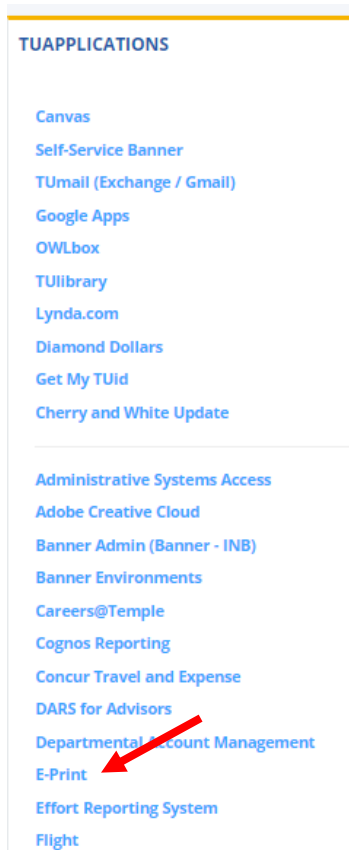 TUAPPLICATIONS
Canvas
Self-Service Banner
TUmail (Exchange / Gmail)
Google Apps
OWLbox
TUlibrary
Lynda.com
Diamond Dollars
Get My TUid
Cherry and White Update
Administrative Systems Access
Adobe Creative Cloud
Banner Admin (Banner - INB)
Banner Environments
Careers@Temple
Cognos Reporting
Concur Travel and Expense
DARS for Advisors
Departmental Account Management
E-Print
Effort Reporting System
Flight